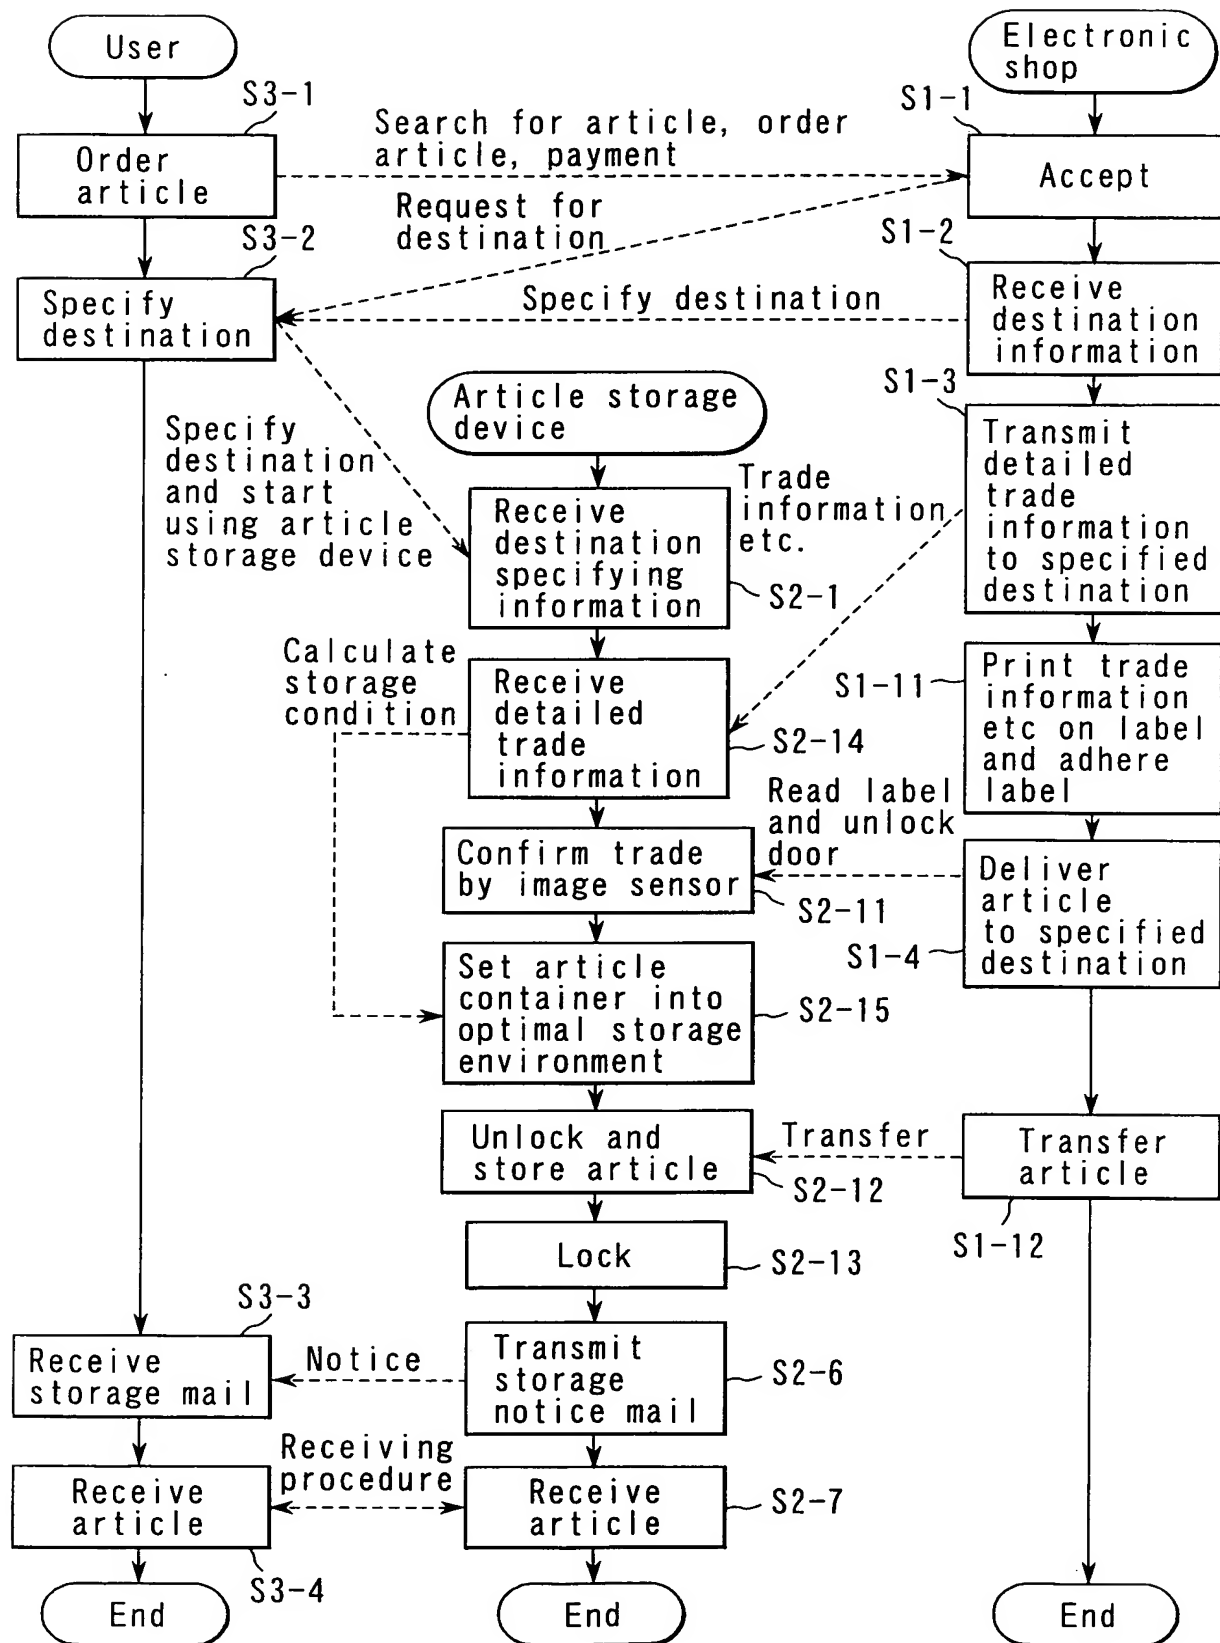 User
Electronic
shop
S3-1
S1-1
Search for article, order
article, payment
Order
article
Accept
Request for
destination
S3-2
S1-2
Specify
destination
Specify destination
Receive
destination
information
S1-3
Article storage
device
Specify
destination
and start
using article
storage device
Transmit
detailed
trade
information
to specified
destination
Trade
information
etc.
Receive
destination
specifying
information
S2-1
Calculate
storage
condition
Receive
detailed
trade
information
S2-14
S1-11
Print trade
information
etc on label
and adhere
label
Read label
and unlock
door
Confirm trade
by image sensor
S2-11
Deliver
article
to specified
destination
S1-4
Set article
container into
optimal storage
environment
S2-15
Unlock and
store article
S2-12
Transfer
Transfer
article
S1-12
Lock
S2-13
S3-3
Receive
storage mail
Notice
Transmit
storage
notice mail
S2-6
Receiving
procedure
Receive
article
Receive
article
S2-7
S3-4
End
End
End